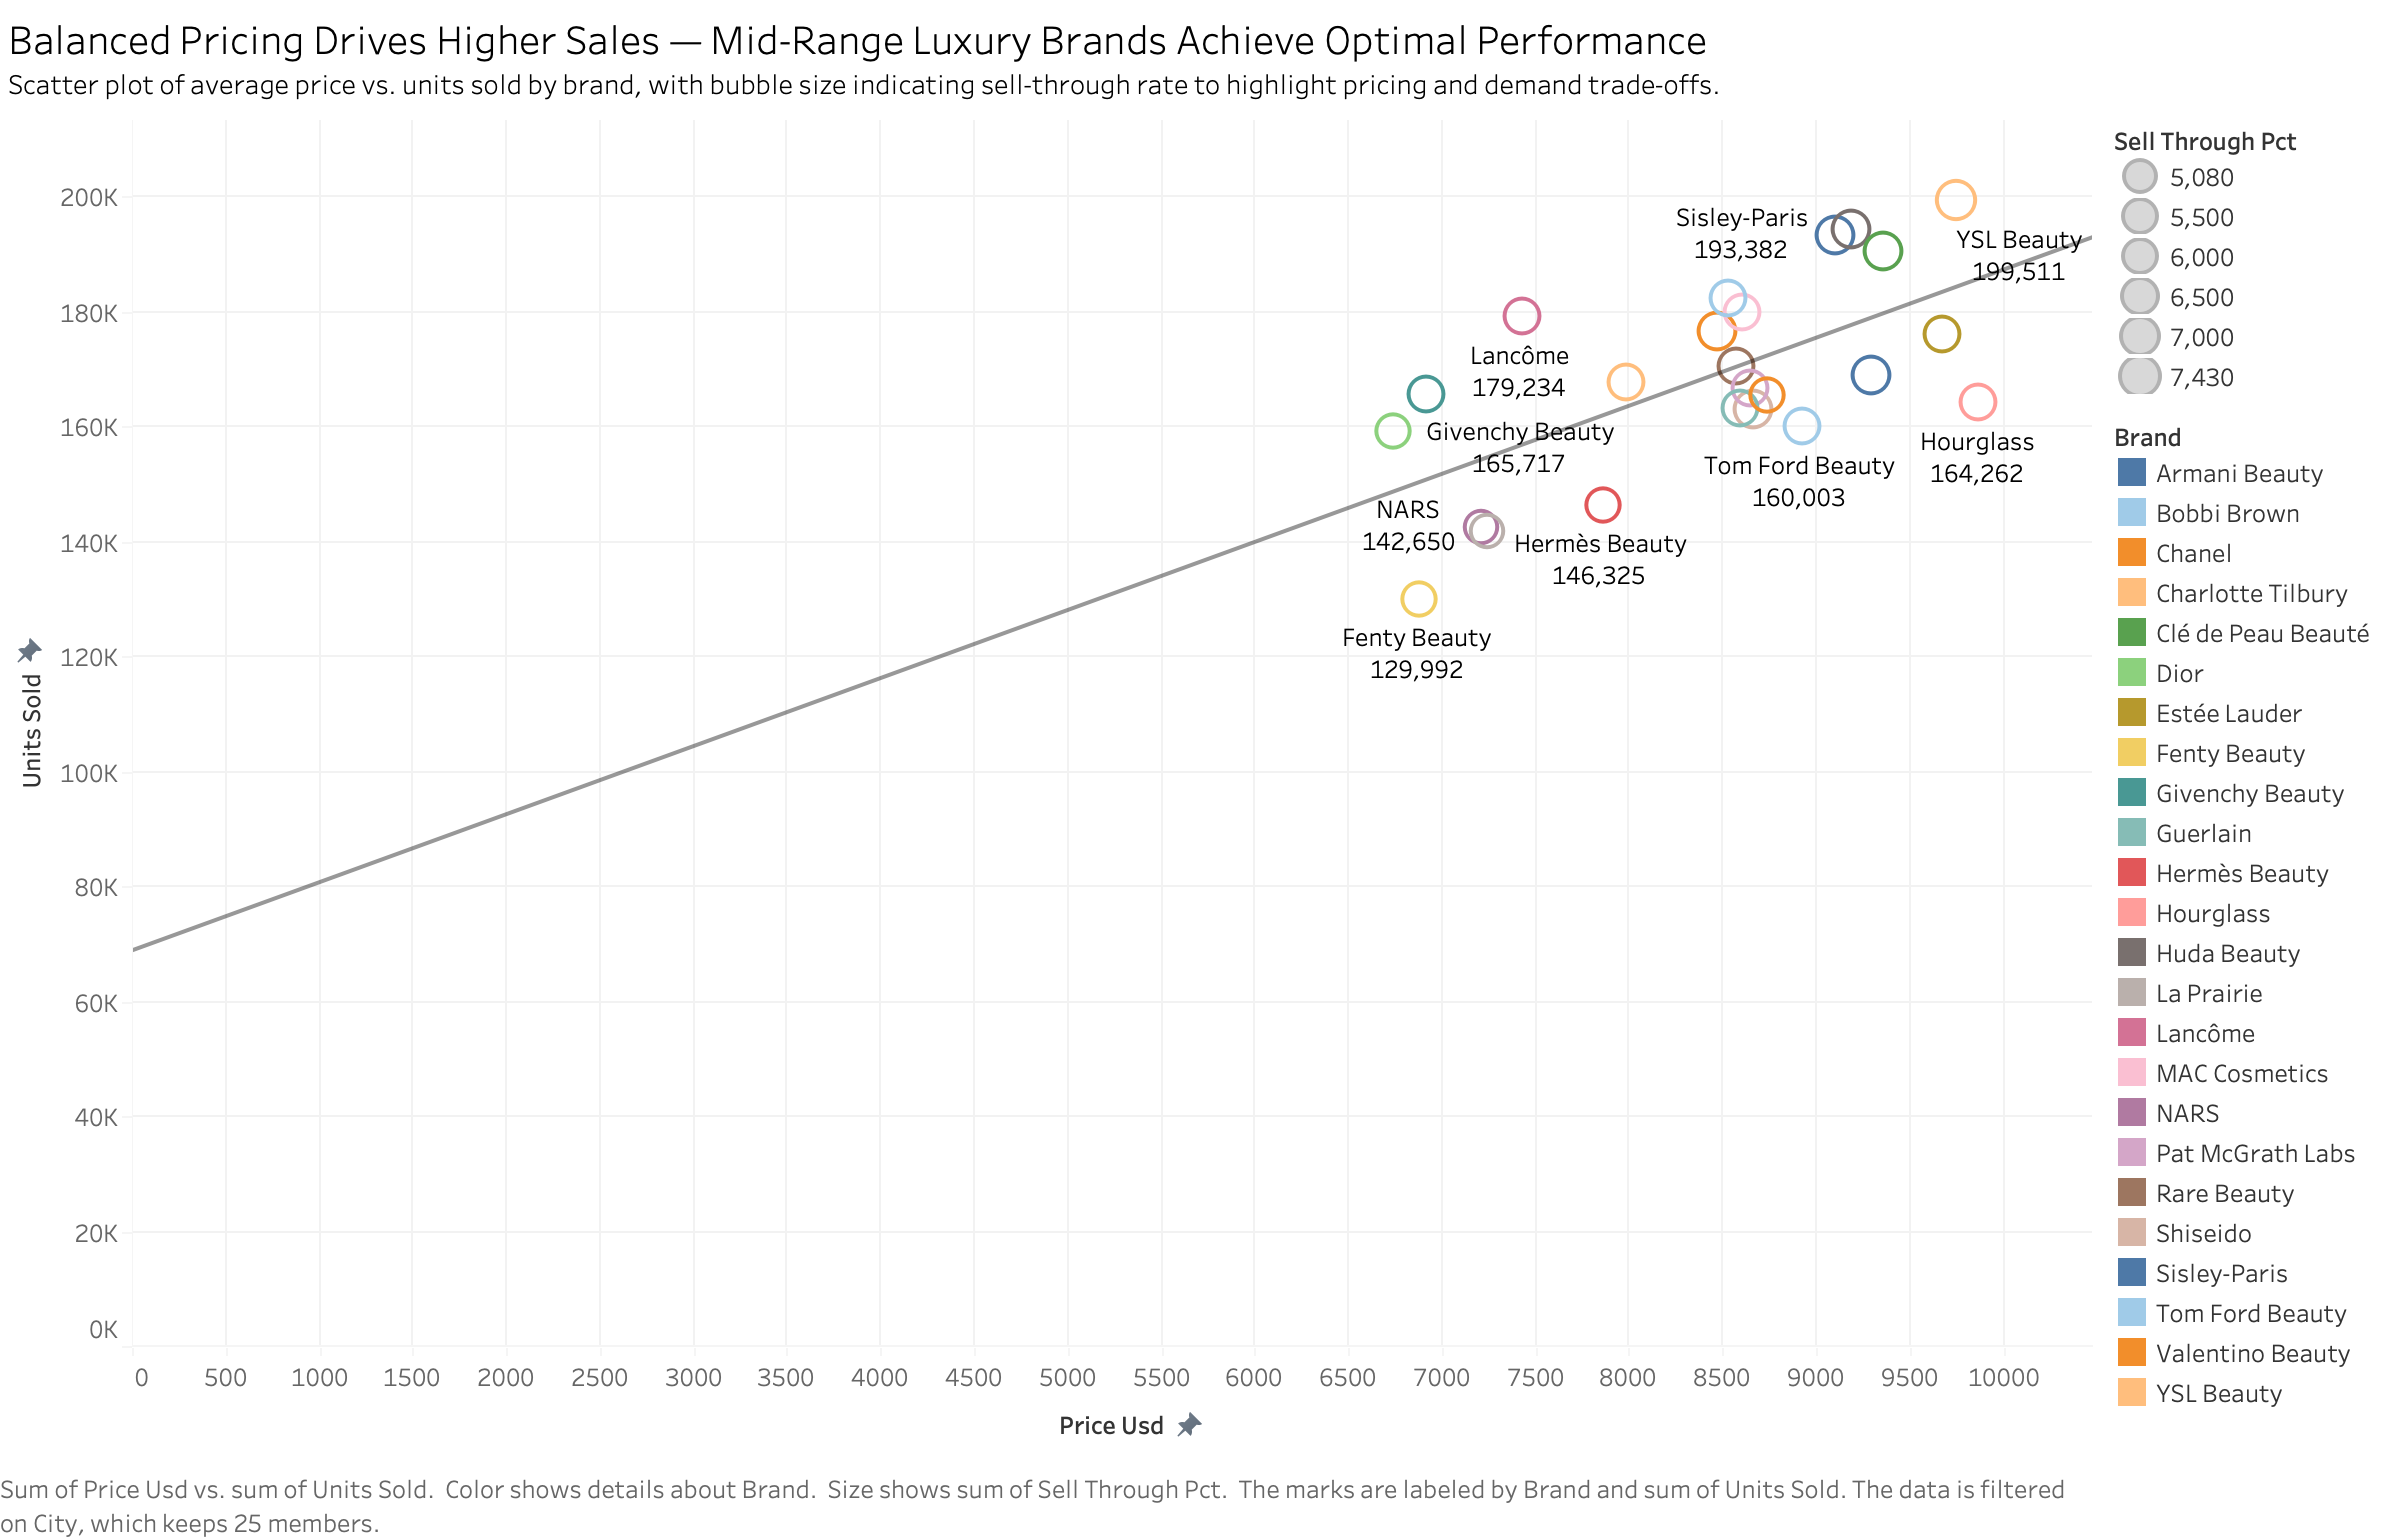 Balanced Pricing Drives Higher Sales — Mid-Range Luxury Brands Achieve Optimal Performance
Scatter plot of average price vs. units sold by brand, with bubble size indicating sell-through rate to highlight pricing and demand trade-offs.
Units Sold
200K
180K
160K
140K
120K
100K
80K
60K
40K
20K
0K
Sisley-Paris
193,382
YSL Beauty
199,511
Lancôme
179,234
Givenchy Beauty
165,717
Tom Ford Beauty
160,003
Hourglass
164,262
NARS
142,650
Hermès Beauty
146,325
Fenty Beauty
129,992
0 500 1000 1500 2000 2500 3000 3500 4000 4500 5000 5500 6000 6500 7000 7500 8000 8500 9000 9500 10000
Price Usd
Sell Through Pct
5,080
5,500
6,000
6,500
7,000
7,430
Brand
Armani Beauty
Bobbi Brown
Chanel
Charlotte Tilbury
Clé de Peau Beauté
Dior
Estée Lauder
Fenty Beauty
Givenchy Beauty
Guerlain
Hermès Beauty
Hourglass
Huda Beauty
La Prairie
Lancôme
MAC Cosmetics
NARS
Pat McGrath Labs
Rare Beauty
Shiseido
Sisley-Paris
Tom Ford Beauty
Valentino Beauty
YSL Beauty
Sum of Price Usd vs. sum of Units Sold.  Color shows details about Brand.  Size shows sum of Sell Through Pct.  The marks are labeled by Brand and sum of Units Sold. The data is filtered
on City, which keeps 25 members.